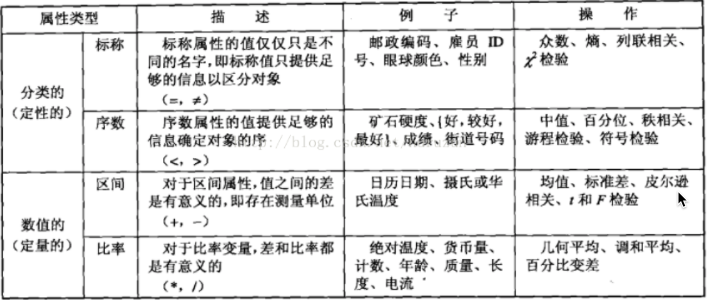 属性类型 描述 例子 操作
分类的
(定性的)
标称
标称属性的值仅仅只是不
同的名字,即标称值只提供足
够的信息以区分对象
(=, ≠)
邮政编码、雇员 ID
号、眼球颜色、性别
众数、熵、列联相关、
χ²检验
序数
序数属性的值提供足够的
信息确定对象的序
(<, >)
矿石硬度、{好,较好,
最好}、成绩、街道号码
中值、百分位、秩相关、
游程检验、符号检验
http://blog.csdn.net/
数值的
(定量的)
区间
对于区间属性,值之间的差
是有意义的,即存在测量单位
(+, -)
日历日期、摄氏或华
氏温度
均值、标准差、皮尔逊
相关、t 和 F 检验
比率
对于比率变量,差和比率都
是有意义的
(*, /)
绝对温度、货币量、
计数、年龄、质量、长
度、电流
几何平均、调和平均、
百分比变差